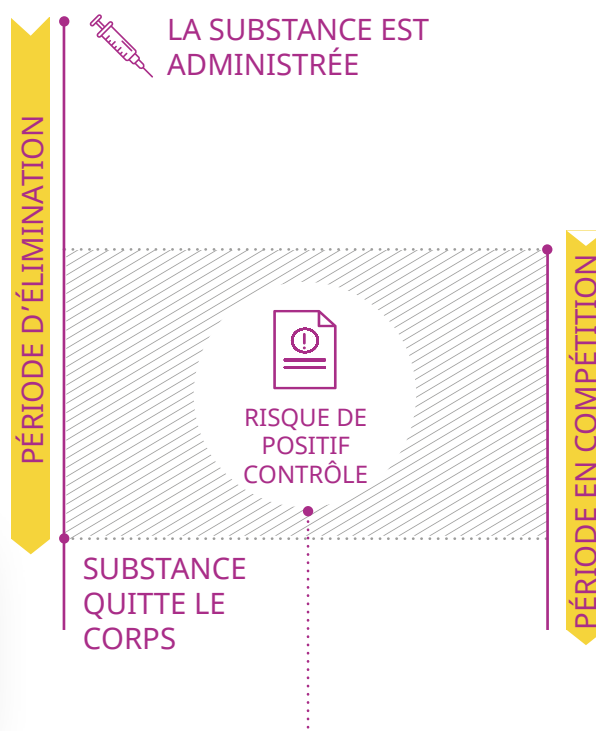 LA SUBSTANCE EST
ADMINISTRÉE
PÉRIODE D'ÉLIMINATION
RISQUE DE
POSITIF
CONTRÔLE
PÉRIODE EN COMPÉTITION
SUBSTANCE
QUITTE LE
CORPS